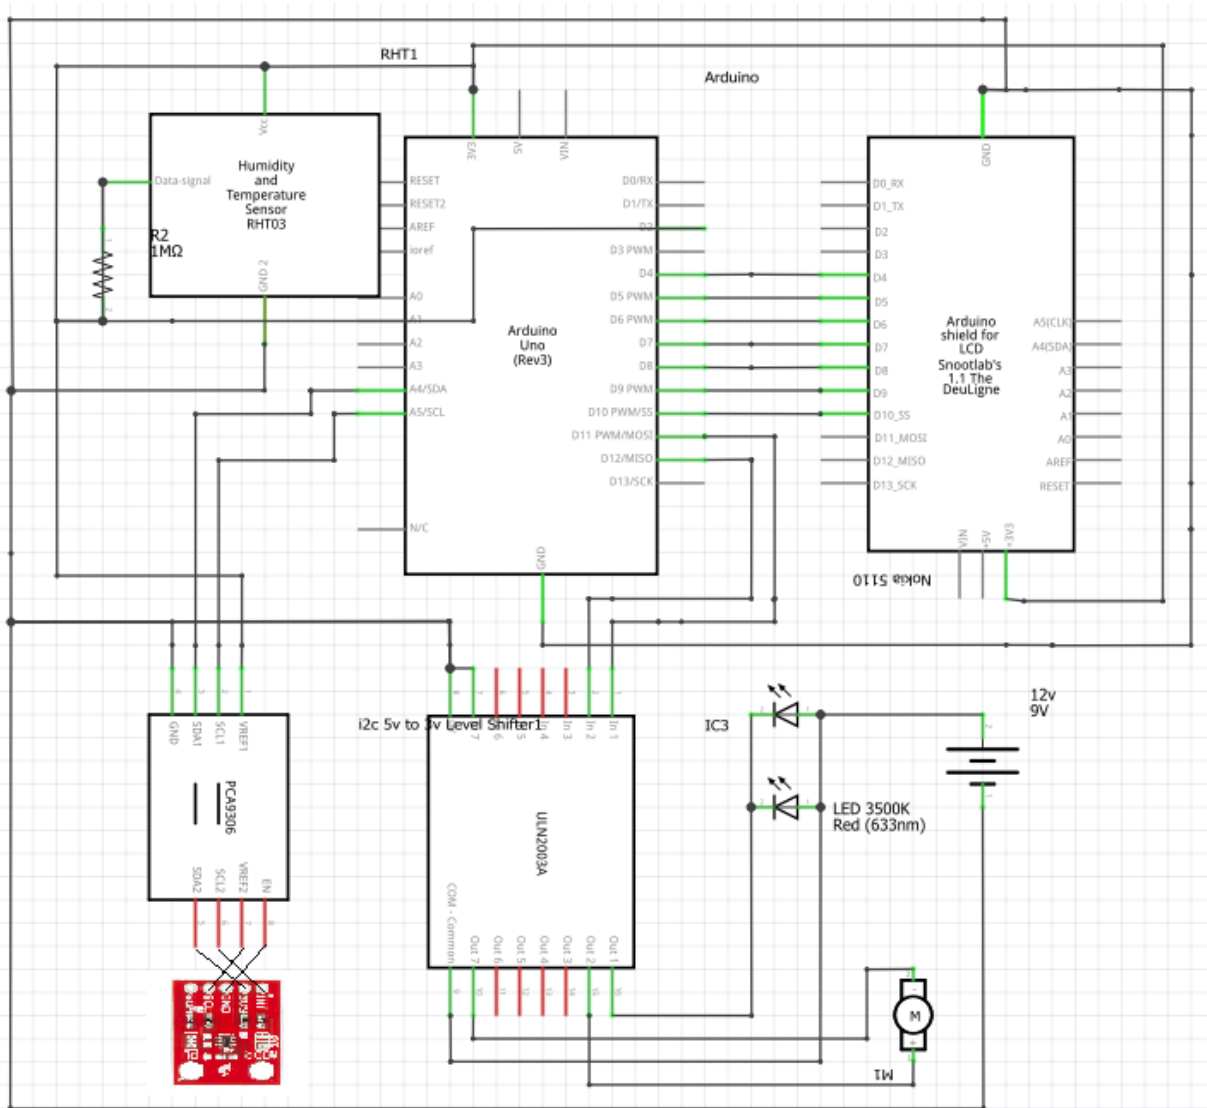 RHT1
Arduino
Vcc
3V3
5V
VIN
GND
Humidity
and
Temperature
Sensor
RHT03
Data-signal
R2
1MΩ
GND 2
RESET
RESET2
AREF
ioref
A0
A1
A2
A3
A4/SDA
A5/SCL
N/C
Arduino
Uno
(Rev3)
D0/RX
D1/TX
D2
D3 PWM
D4
D5 PWM
D6 PWM
D7
D8
D9 PWM
D10 PWM/SS
D11 PWM/MOSI
D12/MISO
D13/SCK
GND
D0_RX
D1_TX
D2
D3
D4
D5
D6
D7
D8
D9
D10_SS
D11_MOSI
D12_MISO
D13_SCK
Arduino
shield for
LCD
Snootlab's
1.1 The
DeuLigne
A5(CLK)
A4(SDA)
A3
A2
A1
A0
AREF
RESET
VIN
+5V
+3V3
Nokia 5110
i2c 5v to 3v Level Shifter1
GND
SDA1
SCL1
VREF1
PCA9306
SDA2
SCL2
VREF2
EN
7
6
5
In 4
In 3
In 2
In 1
ULN2003A
COM - Common
Out 7
Out 6
Out 5
Out 4
Out 3
Out 2
Out 1
IC3
LED 3500K
Red (633nm)
12v
9V
M
M1